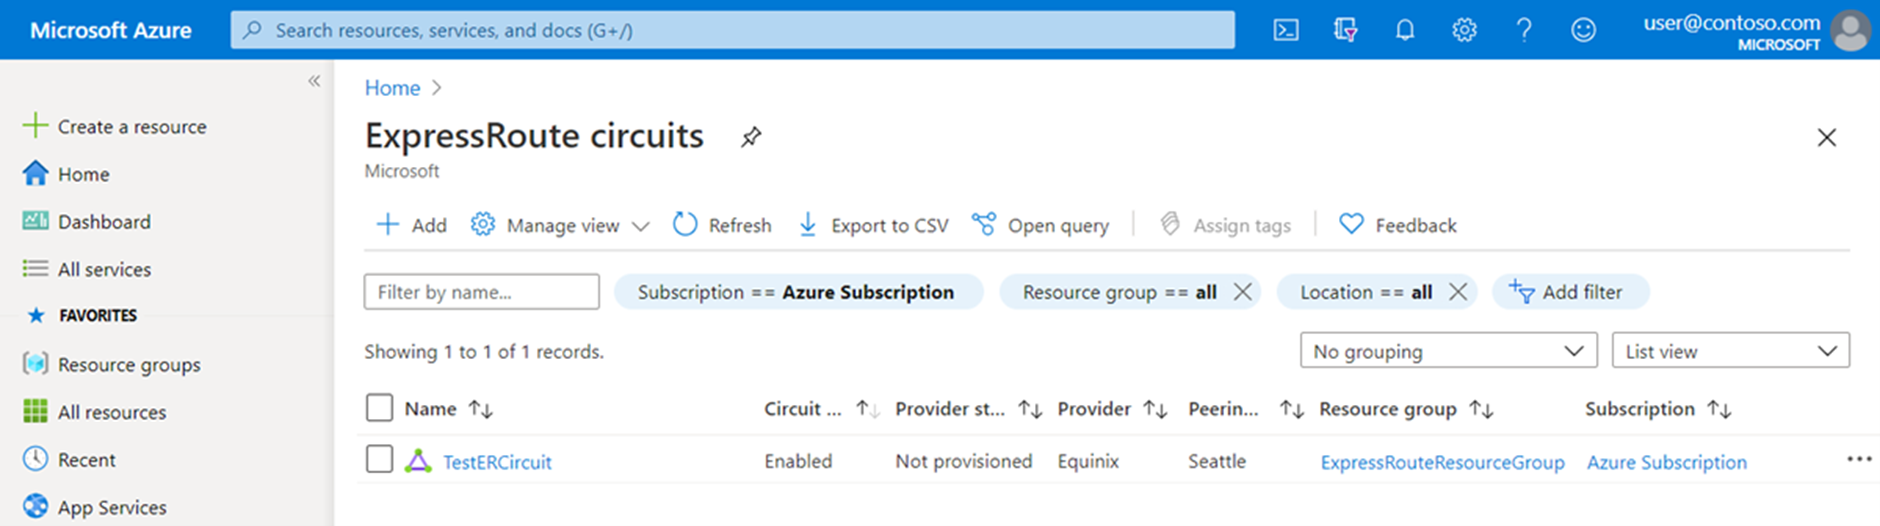 Microsoft Azure
Search resources, services, and docs (G+/)
user@contoso.com
MICROSOFT
Create a resource
Home
Dashboard
All services
FAVORITES
Resource groups
All resources
Recent
App Services
Home
ExpressRoute circuits
Microsoft
Add Manage view Refresh Export to CSV Open query Assign tags Feedback
Filter by name... Subscription == Azure Subscription Resource group == all Location == all Add filter
Showing 1 to 1 of 1 records. No grouping List view
Name Circuit ... Provider st... Provider Peerin... Resource group Subscription
TestERCircuit Enabled Not provisioned Equinix Seattle ExpressRouteResourceGroup Azure Subscription